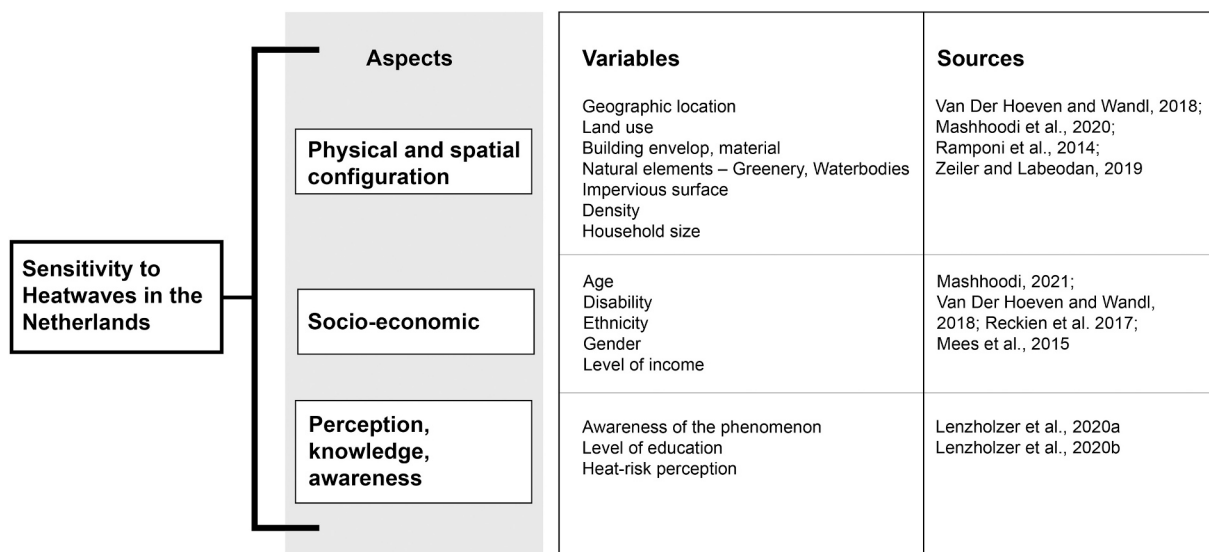 Aspects
Variables
Sources
Sensitivity to
Heatwaves in the
Netherlands
Physical and spatial
configuration
Geographic location
Land use
Building envelop, material
Natural elements – Greenery, Waterbodies
Impervious surface
Density
Household size
Van Der Hoeven and Wandl, 2018;
Mashhoodi et al., 2020;
Ramponi et al., 2014;
Zeiler and Labeodan, 2019
Socio-economic
Age
Disability
Ethnicity
Gender
Level of income
Mashhoodi, 2021;
Van Der Hoeven and Wandl,
2018; Reckien et al. 2017;
Mees et al., 2015
Perception,
knowledge,
awareness
Awareness of the phenomenon
Level of education
Heat-risk perception
Lenzholzer et al., 2020a
Lenzholzer et al., 2020b